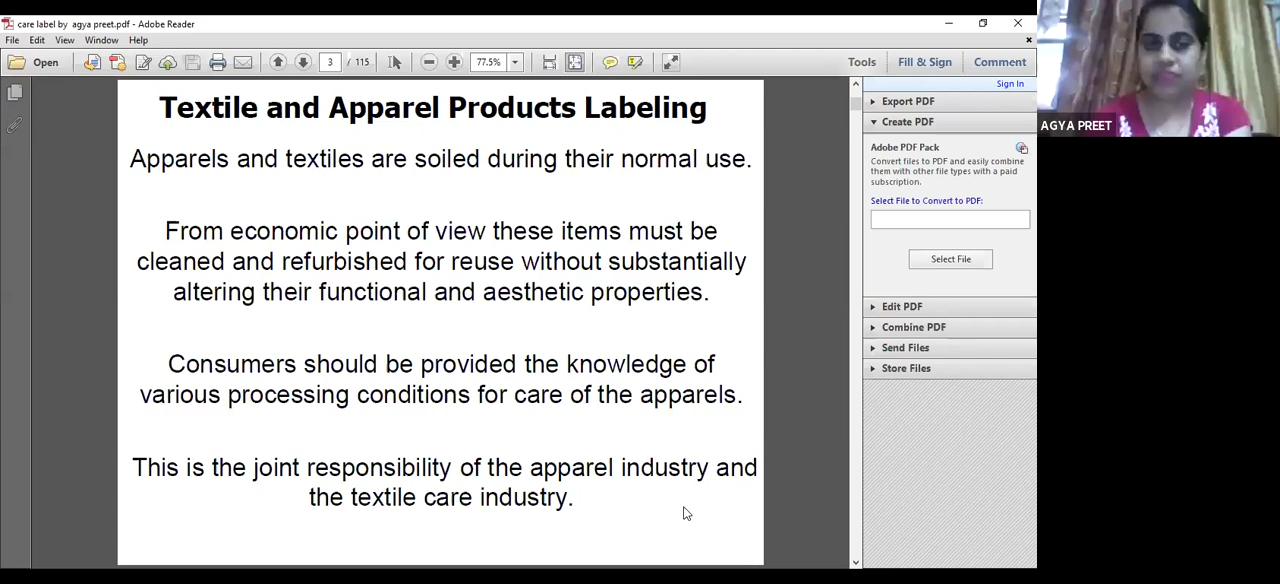 care label by agya preet.pdf - Adobe Reader
File Edit View Window Help
Open 3 / 115 77.5% Tools Fill & Sign Comment
Sign In
Export PDF
Create PDF
Adobe PDF Pack
Convert files to PDF and easily combine
them with other file types with a paid
subscription.
Select File to Convert to PDF:
Select File
Edit PDF
Combine PDF
Send Files
Store Files
Textile and Apparel Products Labeling
Apparels and textiles are soiled during their normal use.
From economic point of view these items must be
cleaned and refurbished for reuse without substantially
altering their functional and aesthetic properties.
Consumers should be provided the knowledge of
various processing conditions for care of the apparels.
This is the joint responsibility of the apparel industry and
the textile care industry.
AGYA PREET